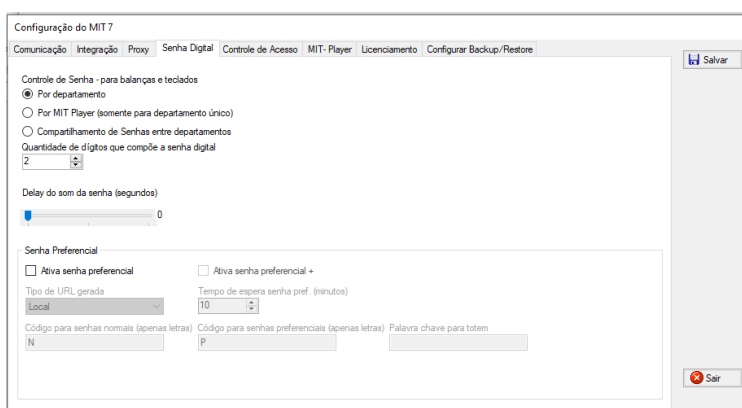 Configuração do MIT 7
Comunicação Integração Proxy Senha Digital Controle de Acesso MIT- Player Licenciamento Configurar Backup/Restore
Salvar
Controle de Senha - para balanças e teclados
Por departamento
Por MIT Player (somente para departamento único)
Compartilhamento de Senhas entre departamentos
Quantidade de dígitos que compõe a senha digital
2
Delay do som da senha (segundos)
0
Senha Preferencial
Ativa senha preferencial Ativa senha preferencial +
Tipo de URL gerada Tempo de espera senha pref. (minutos)
Local 10
Código para senhas normais (apenas letras) Código para senhas preferenciais (apenas letras) Palavra chave para totem
N P
Sair